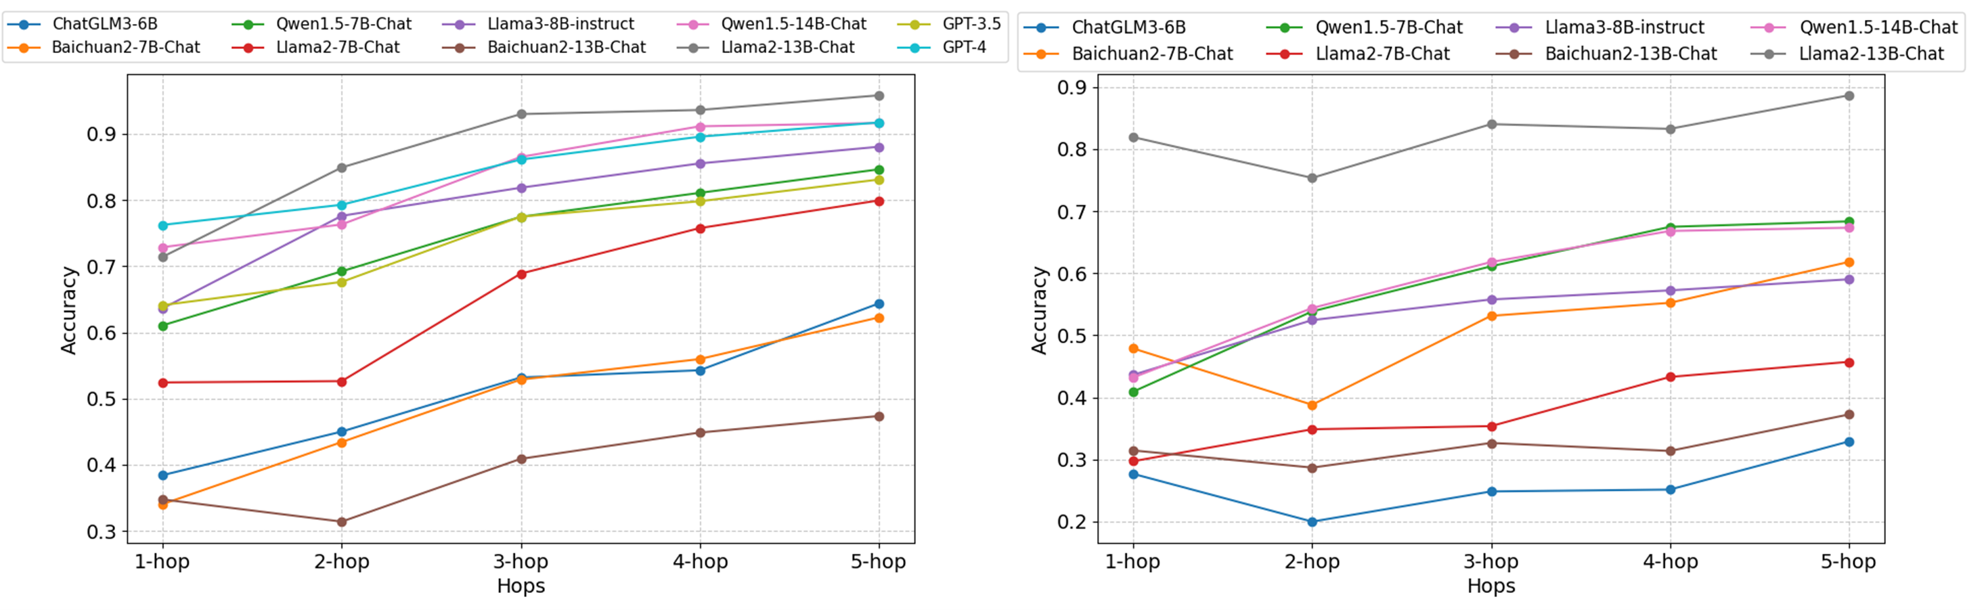 ChatGLM3-6B Qwen1.5-7B-Chat Llama3-8B-instruct Qwen1.5-14B-Chat GPT-3.5
Baichuan2-7B-Chat Llama2-7B-Chat Baichuan2-13B-Chat Llama2-13B-Chat GPT-4
0.9
0.8
0.7
0.6
0.5
0.4
0.3
Accuracy
1-hop 2-hop 3-hop 4-hop 5-hop
Hops
ChatGLM3-6B Qwen1.5-7B-Chat Llama3-8B-instruct Qwen1.5-14B-Chat
Baichuan2-7B-Chat Llama2-7B-Chat Baichuan2-13B-Chat Llama2-13B-Chat
0.9
0.8
0.7
0.6
0.5
0.4
0.3
0.2
Accuracy
1-hop 2-hop 3-hop 4-hop 5-hop
Hops